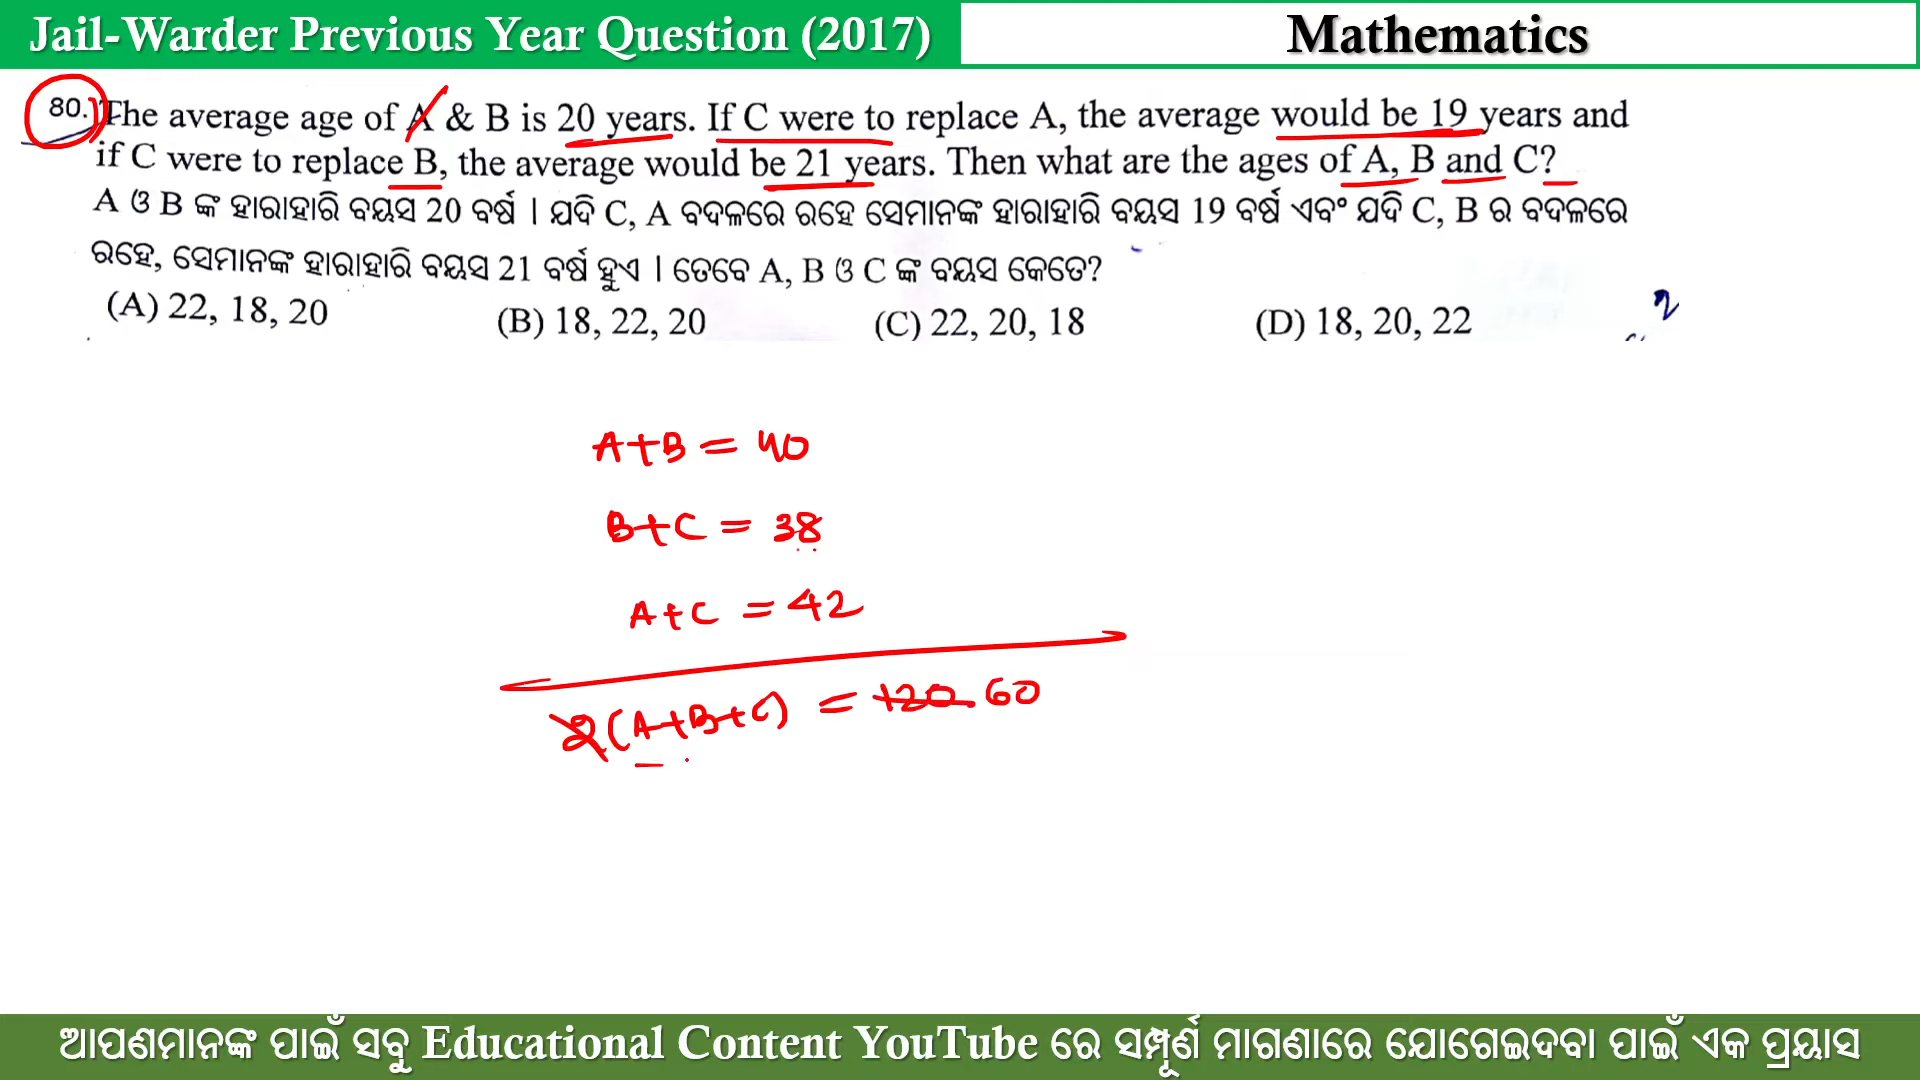 Jail-Warder Previous Year Question (2017)
Mathematics
80. The average age of A & B is 20 years. If C were to replace A, the average would be 19 years and
if C were to replace B, the average would be 21 years. Then what are the ages of A, B and C?
A ଓ B ଙ୍କ ହାରାହାରି ବୟସ 20 ବର୍ଷ । ଯଦି C, A ବଦଳରେ ରହେ ସେମାନଙ୍କ ହାରାହାରି ବୟସ 19 ବର୍ଷ ଏବଂ ଯଦି C, B ର ବଦଳରେ
ରହେ, ସେମାନଙ୍କ ହାରାହାରି ବୟସ 21 ବର୍ଷ ହୁଏ । ତେବେ A, B ଓ C ଙ୍କ ବୟସ କେତେ?
(A) 22, 18, 20 (B) 18, 22, 20 (C) 22, 20, 18 (D) 18, 20, 22
A+B = 40
B+C = 38
A+C = 42
2(A+B+C) = 120 60
ଆପଣମାନଙ୍କ ପାଇଁ ସବୁ Educational Content YouTube ରେ ସମ୍ପୂର୍ଣ ମାଗଣାରେ ଯୋଗେଇଦବା ପାଇଁ ଏକ ପ୍ରୟାସ